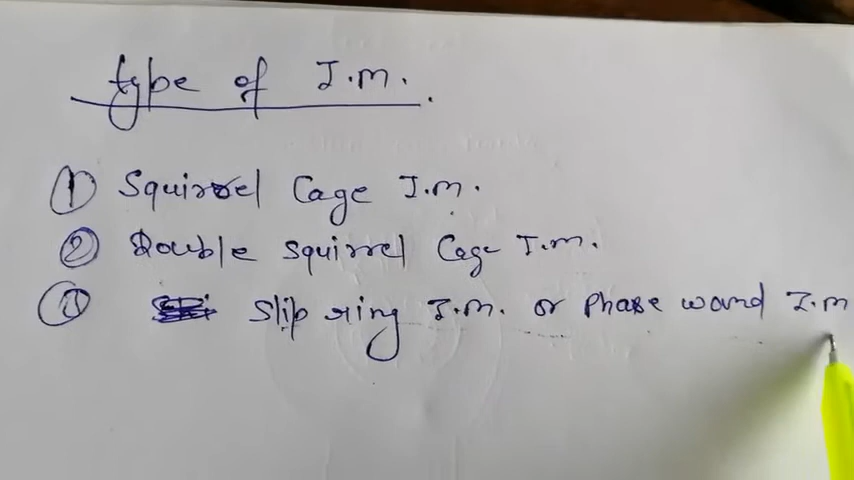 type of I.m.
① Squirrel Cage I.m.
② Double Squirrel Cage I.m.
③ Slip ring I.m. or Phase wound I.m